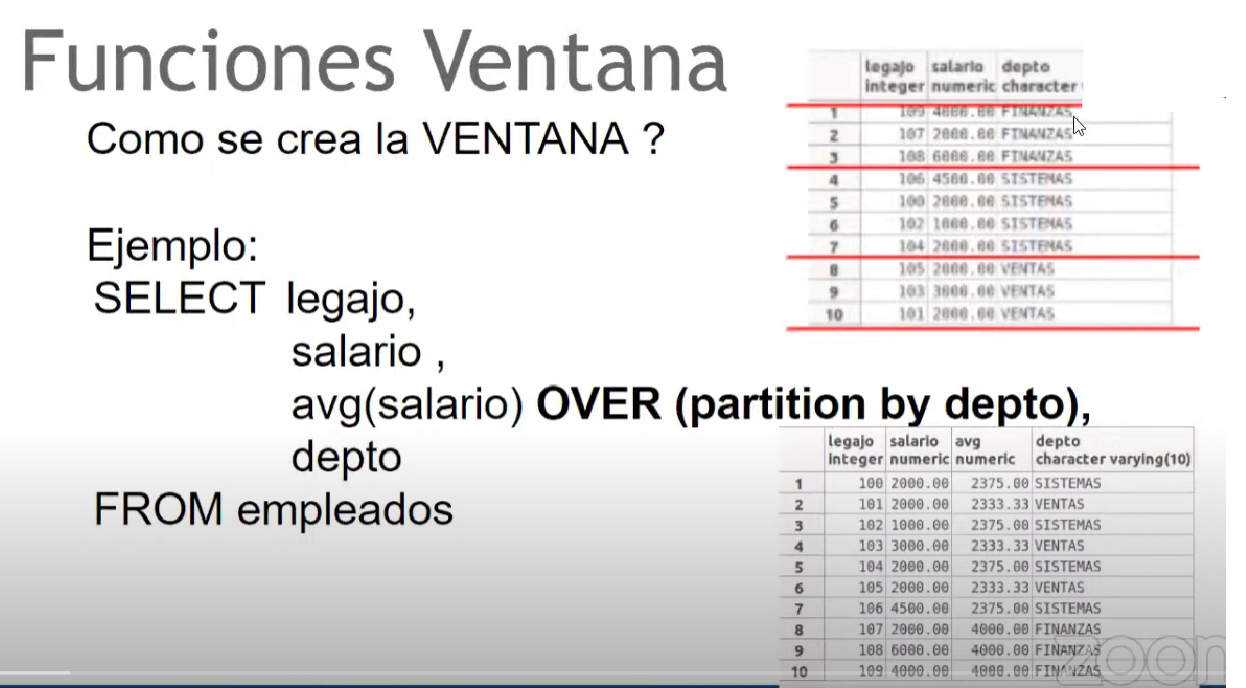 Funciones Ventana
Como se crea la VENTANA ?
Ejemplo:
SELECT legajo,
salario ,
avg(salario) OVER (partition by depto),
depto
FROM empleados
legajo salario depto
integer numeric character
1 109 4000.00 FINANZAS
2 107 2000.00 FINANZAS
3 108 6000.00 FINANZAS
4 106 4500.00 SISTEMAS
5 100 2000.00 SISTEMAS
6 102 1000.00 SISTEMAS
7 104 2000.00 SISTEMAS
8 105 2000.00 VENTAS
9 103 3000.00 VENTAS
10 101 2000.00 VENTAS
legajo salario avg depto
integer numeric numeric character varying(10)
1 100 2000.00 2375.00 SISTEMAS
2 101 2000.00 2333.33 VENTAS
3 102 1000.00 2375.00 SISTEMAS
4 103 3000.00 2333.33 VENTAS
5 104 2000.00 2375.00 SISTEMAS
6 105 2000.00 2333.33 VENTAS
7 106 4500.00 2375.00 SISTEMAS
8 107 2000.00 4000.00 FINANZAS
9 108 6000.00 4000.00 FINANZAS
10 109 4000.00 4000.00 FINANZAS
zoom